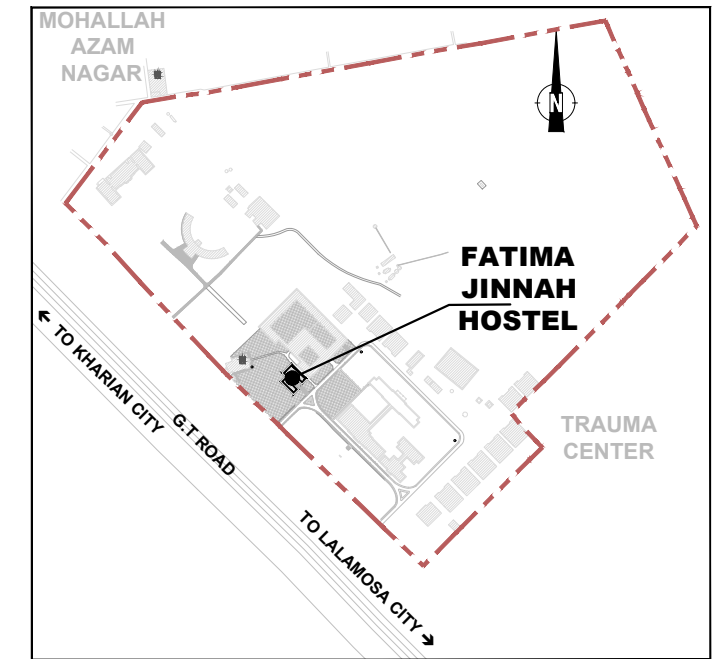 MOHALLAH
AZAM
NAGAR
N
FATIMA
JINNAH
HOSTEL
TRAUMA
CENTER
TO KHARIAN CITY
G.T ROAD
TO LALAMOSA CITY